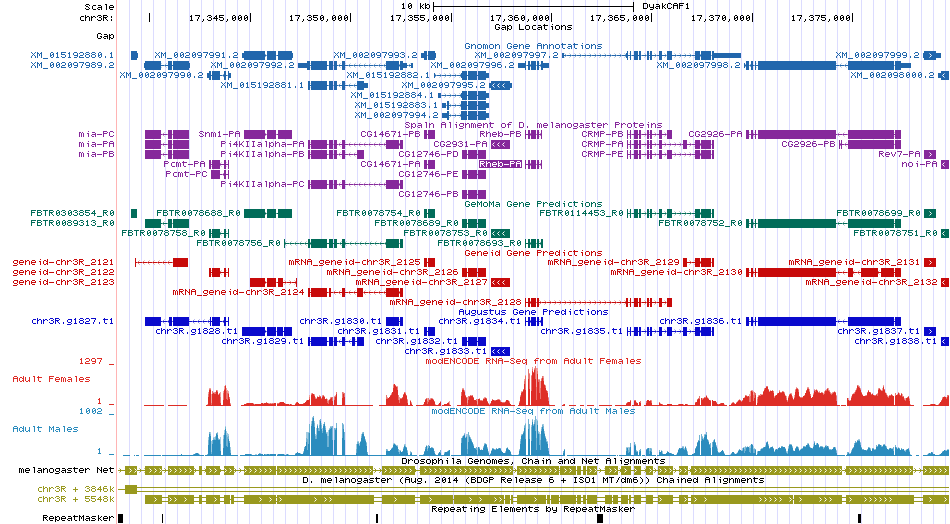 Scale 10 kb DyakCAF1
chr3R: 17,345,000 17,350,000 17,355,000 17,360,000 17,365,000 17,370,000 17,375,000
Gap Locations
Gap
Gnomon Gene Annotations
XM_015192880.1 XM_002097991.2 XM_002097993.2 XM_002097997.2 XM_002097999.2
XM_002097989.2 XM_002097992.2 XM_002097996.2 XM_002097998.2
XM_002097990.2 XM_015192882.1 XM_002098000.2
XM_015192881.1 XM_002097995.2
XM_015192884.1
XM_015192883.1
XM_002097994.2
Spaln Alignment of D. melanogaster Proteins
mia-PC Snm1-PA CG14671-PB Rheb-PB CRMP-PB CG2926-PA
mia-PA Pi4KIIalpha-PA CG2931-PA CRMP-PA CG2926-PB
mia-PB Pi4KIIalpha-PB CG12746-PD CRMP-PE Rev7-PA
Pcmt-PA CG14671-PA Rheb-PA noi-PA
Pcmt-PC CG12746-PE
Pi4KIIalpha-PC
CG12746-PB
GeMoMa Gene Predictions
FBTR0303854_R0 FBTR0078688_R0 FBTR0078754_R0 FBTR0114453_R0 FBTR0078699_R0
FBTR0089313_R0 FBTR0078689_R0 FBTR0078752_R0
FBTR0078758_R0 FBTR0078753_R0 FBTR0078751_R0
FBTR0078756_R0 FBTR0078693_R0
Geneid Gene Predictions
geneid-chr3R_2121 mRNA_geneid-chr3R_2125 mRNA_geneid-chr3R_2129 mRNA_geneid-chr3R_2131
geneid-chr3R_2122 mRNA_geneid-chr3R_2126 mRNA_geneid-chr3R_2130
geneid-chr3R_2123 mRNA_geneid-chr3R_2127 mRNA_geneid-chr3R_2132
mRNA_geneid-chr3R_2124
mRNA_geneid-chr3R_2128
Augustus Gene Predictions
chr3R.g1827.t1 chr3R.g1830.t1 chr3R.g1834.t1 chr3R.g1836.t1
chr3R.g1828.t1 chr3R.g1831.t1 chr3R.g1835.t1 chr3R.g1837.t1
chr3R.g1829.t1 chr3R.g1832.t1 chr3R.g1838.t1
chr3R.g1833.t1
modENCODE RNA-Seq from Adult Females
1297 _
Adult Females
1 _
modENCODE RNA-Seq from Adult Males
1002 _
Adult Males
1 _
Drosophila Genomes, Chain and Net Alignments
melanogaster Net
D. melanogaster (Aug. 2014 (BDGP Release 6 + ISO1 MT/dm6)) Chained Alignments
chr3R + 3846k
chr3R + 5548k
Repeating Elements by RepeatMasker
RepeatMasker